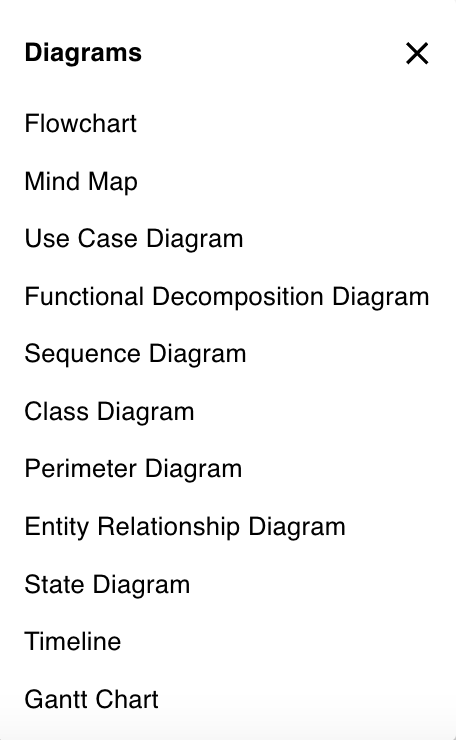 Diagrams
Flowchart
Mind Map
Use Case Diagram
Functional Decomposition Diagram
Sequence Diagram
Class Diagram
Perimeter Diagram
Entity Relationship Diagram
State Diagram
Timeline
Gantt Chart